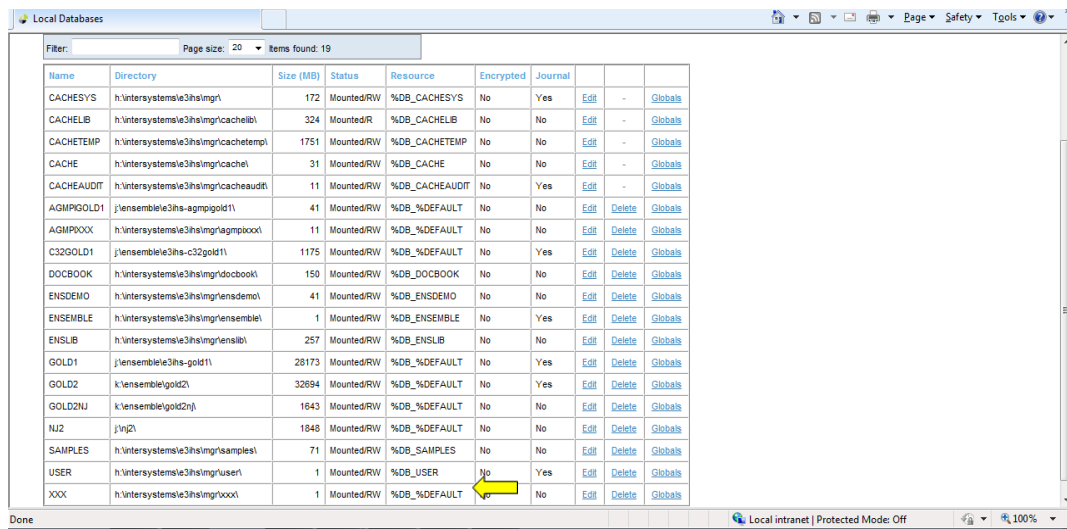 Local Databases
Page Safety Tools
Filter: Page size: 20 Items found: 19
Name Directory Size (MB) Status Resource Encrypted Journal
CACHESYS h:\intersystems\e3ihs\mgr\ 172 Mounted/RW %DB_CACHESYS No Yes Edit - Globals
CACHELIB h:\intersystems\e3ihs\mgr\cachelib\ 324 Mounted/R %DB_CACHELIB No No Edit - Globals
CACHETEMP h:\intersystems\e3ihs\mgr\cachetemp\ 1751 Mounted/RW %DB_CACHETEMP No No Edit - Globals
CACHE h:\intersystems\e3ihs\mgr\cache\ 31 Mounted/RW %DB_CACHE No No Edit - Globals
CACHEAUDIT h:\intersystems\e3ihs\mgr\cacheaudit\ 11 Mounted/RW %DB_CACHEAUDIT No Yes Edit - Globals
AGMPIGOLD1 j:\ensemble\e3ihs-agmpigold1\ 41 Mounted/RW %DB_%DEFAULT No No Edit Delete Globals
AGMPIXXX h:\intersystems\e3ihs\mgr\agmpixxx\ 11 Mounted/RW %DB_%DEFAULT No No Edit Delete Globals
C32GOLD1 j:\ensemble\e3ihs-c32gold1\ 1175 Mounted/RW %DB_%DEFAULT No Yes Edit Delete Globals
DOCBOOK h:\intersystems\e3ihs\mgr\docbook\ 150 Mounted/RW %DB_DOCBOOK No No Edit Delete Globals
ENSDEMO h:\intersystems\e3ihs\mgr\ensdemo\ 41 Mounted/RW %DB_ENSDEMO No No Edit Delete Globals
ENSEMBLE h:\intersystems\e3ihs\mgr\ensemble\ 1 Mounted/RW %DB_ENSEMBLE No Yes Edit Delete Globals
ENSLIB h:\intersystems\e3ihs\mgr\enslib\ 257 Mounted/RW %DB_ENSLIB No No Edit Delete Globals
GOLD1 j:\ensemble\e3ihs-gold1\ 28173 Mounted/RW %DB_%DEFAULT No Yes Edit Delete Globals
GOLD2 k:\ensemble\gold2\ 32694 Mounted/RW %DB_%DEFAULT No Yes Edit Delete Globals
GOLD2NJ k:\ensemble\gold2nj\ 1643 Mounted/RW %DB_%DEFAULT No No Edit Delete Globals
NJ2 j:\nj2\ 1848 Mounted/RW %DB_%DEFAULT No No Edit Delete Globals
SAMPLES h:\intersystems\e3ihs\mgr\samples\ 71 Mounted/RW %DB_SAMPLES No No Edit Delete Globals
USER h:\intersystems\e3ihs\mgr\user\ 1 Mounted/RW %DB_USER No Yes Edit Delete Globals
XXX h:\intersystems\e3ihs\mgr\xxx\ 1 Mounted/RW %DB_%DEFAULT No No Edit Delete Globals
Done Local intranet | Protected Mode: Off 100%